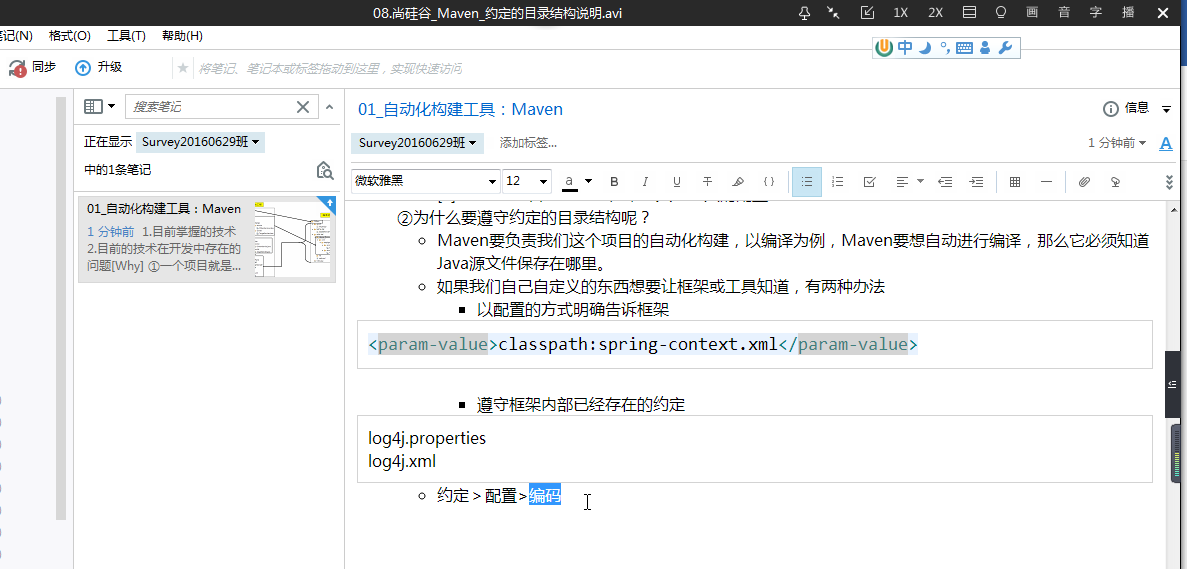 08.尚硅谷_Maven_约定的目录结构说明.avi
1X 2X 画 音 字 播
笔记(N) 格式(O) 工具(T) 帮助(H)
中
同步 升级 将笔记、笔记本或标签拖动到这里，实现快速访问
搜索笔记
正在显示 Survey20160629班
中的1条笔记
01_自动化构建工具：Maven
1 分钟前 1.目前掌握的技术
2.目前的技术在开发中存在的
问题[Why] ①一个项目就是...
01_自动化构建工具：Maven
信息
Survey20160629班 添加标签...
1 分钟前
微软雅黑 12 a B I U T {}
②为什么要遵守约定的目录结构呢？
Maven要负责我们这个项目的自动化构建，以编译为例，Maven要想自动进行编译，那么它必须知道
Java源文件保存在哪里。
如果我们自己自定义的东西想要让框架或工具知道，有两种办法
以配置的方式明确告诉框架
<param-value>classpath:spring-context.xml</param-value>
遵守框架内部已经存在的约定
log4j.properties
log4j.xml
约定＞配置>编码